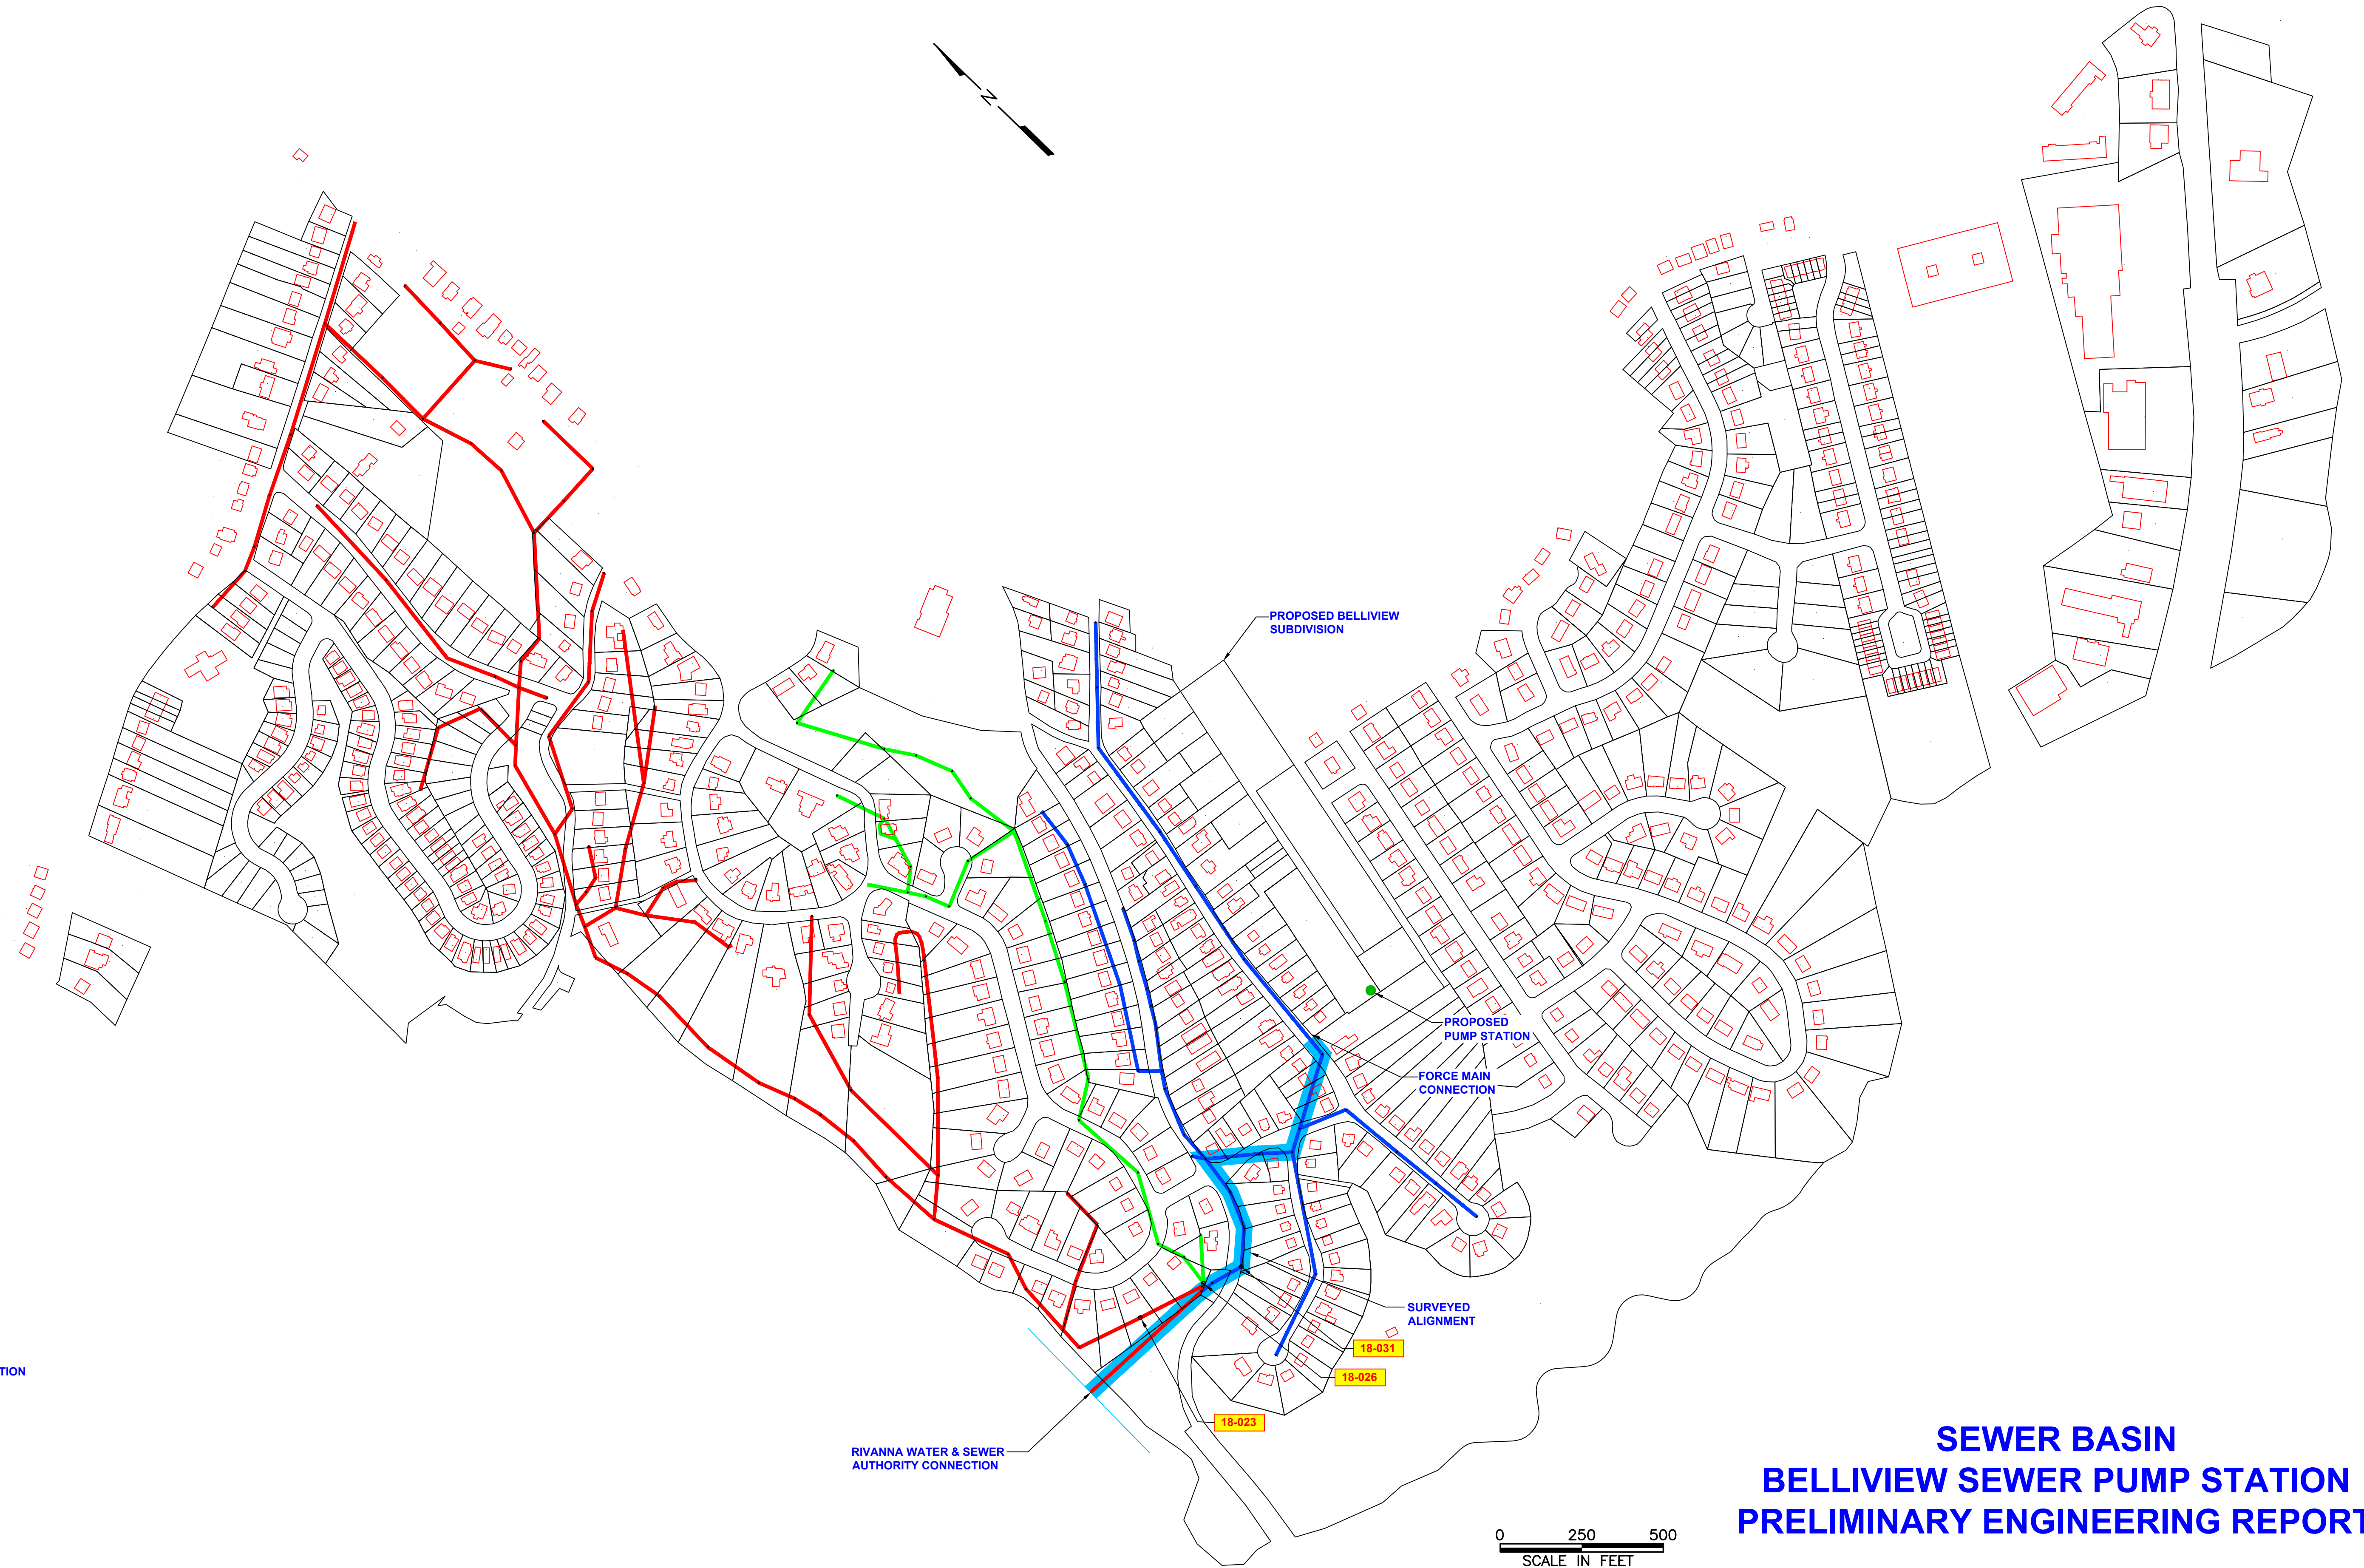 N
PROPOSED BELLIVIEW
SUBDIVISION
PROPOSED
PUMP STATION
FORCE MAIN
CONNECTION
SURVEYED
ALIGNMENT
18-031
18-026
18-023
TION
RIVANNA WATER & SEWER
AUTHORITY CONNECTION
SEWER BASIN
BELLIVIEW SEWER PUMP STATION
PRELIMINARY ENGINEERING REPORT
0 250 500
SCALE IN FEET